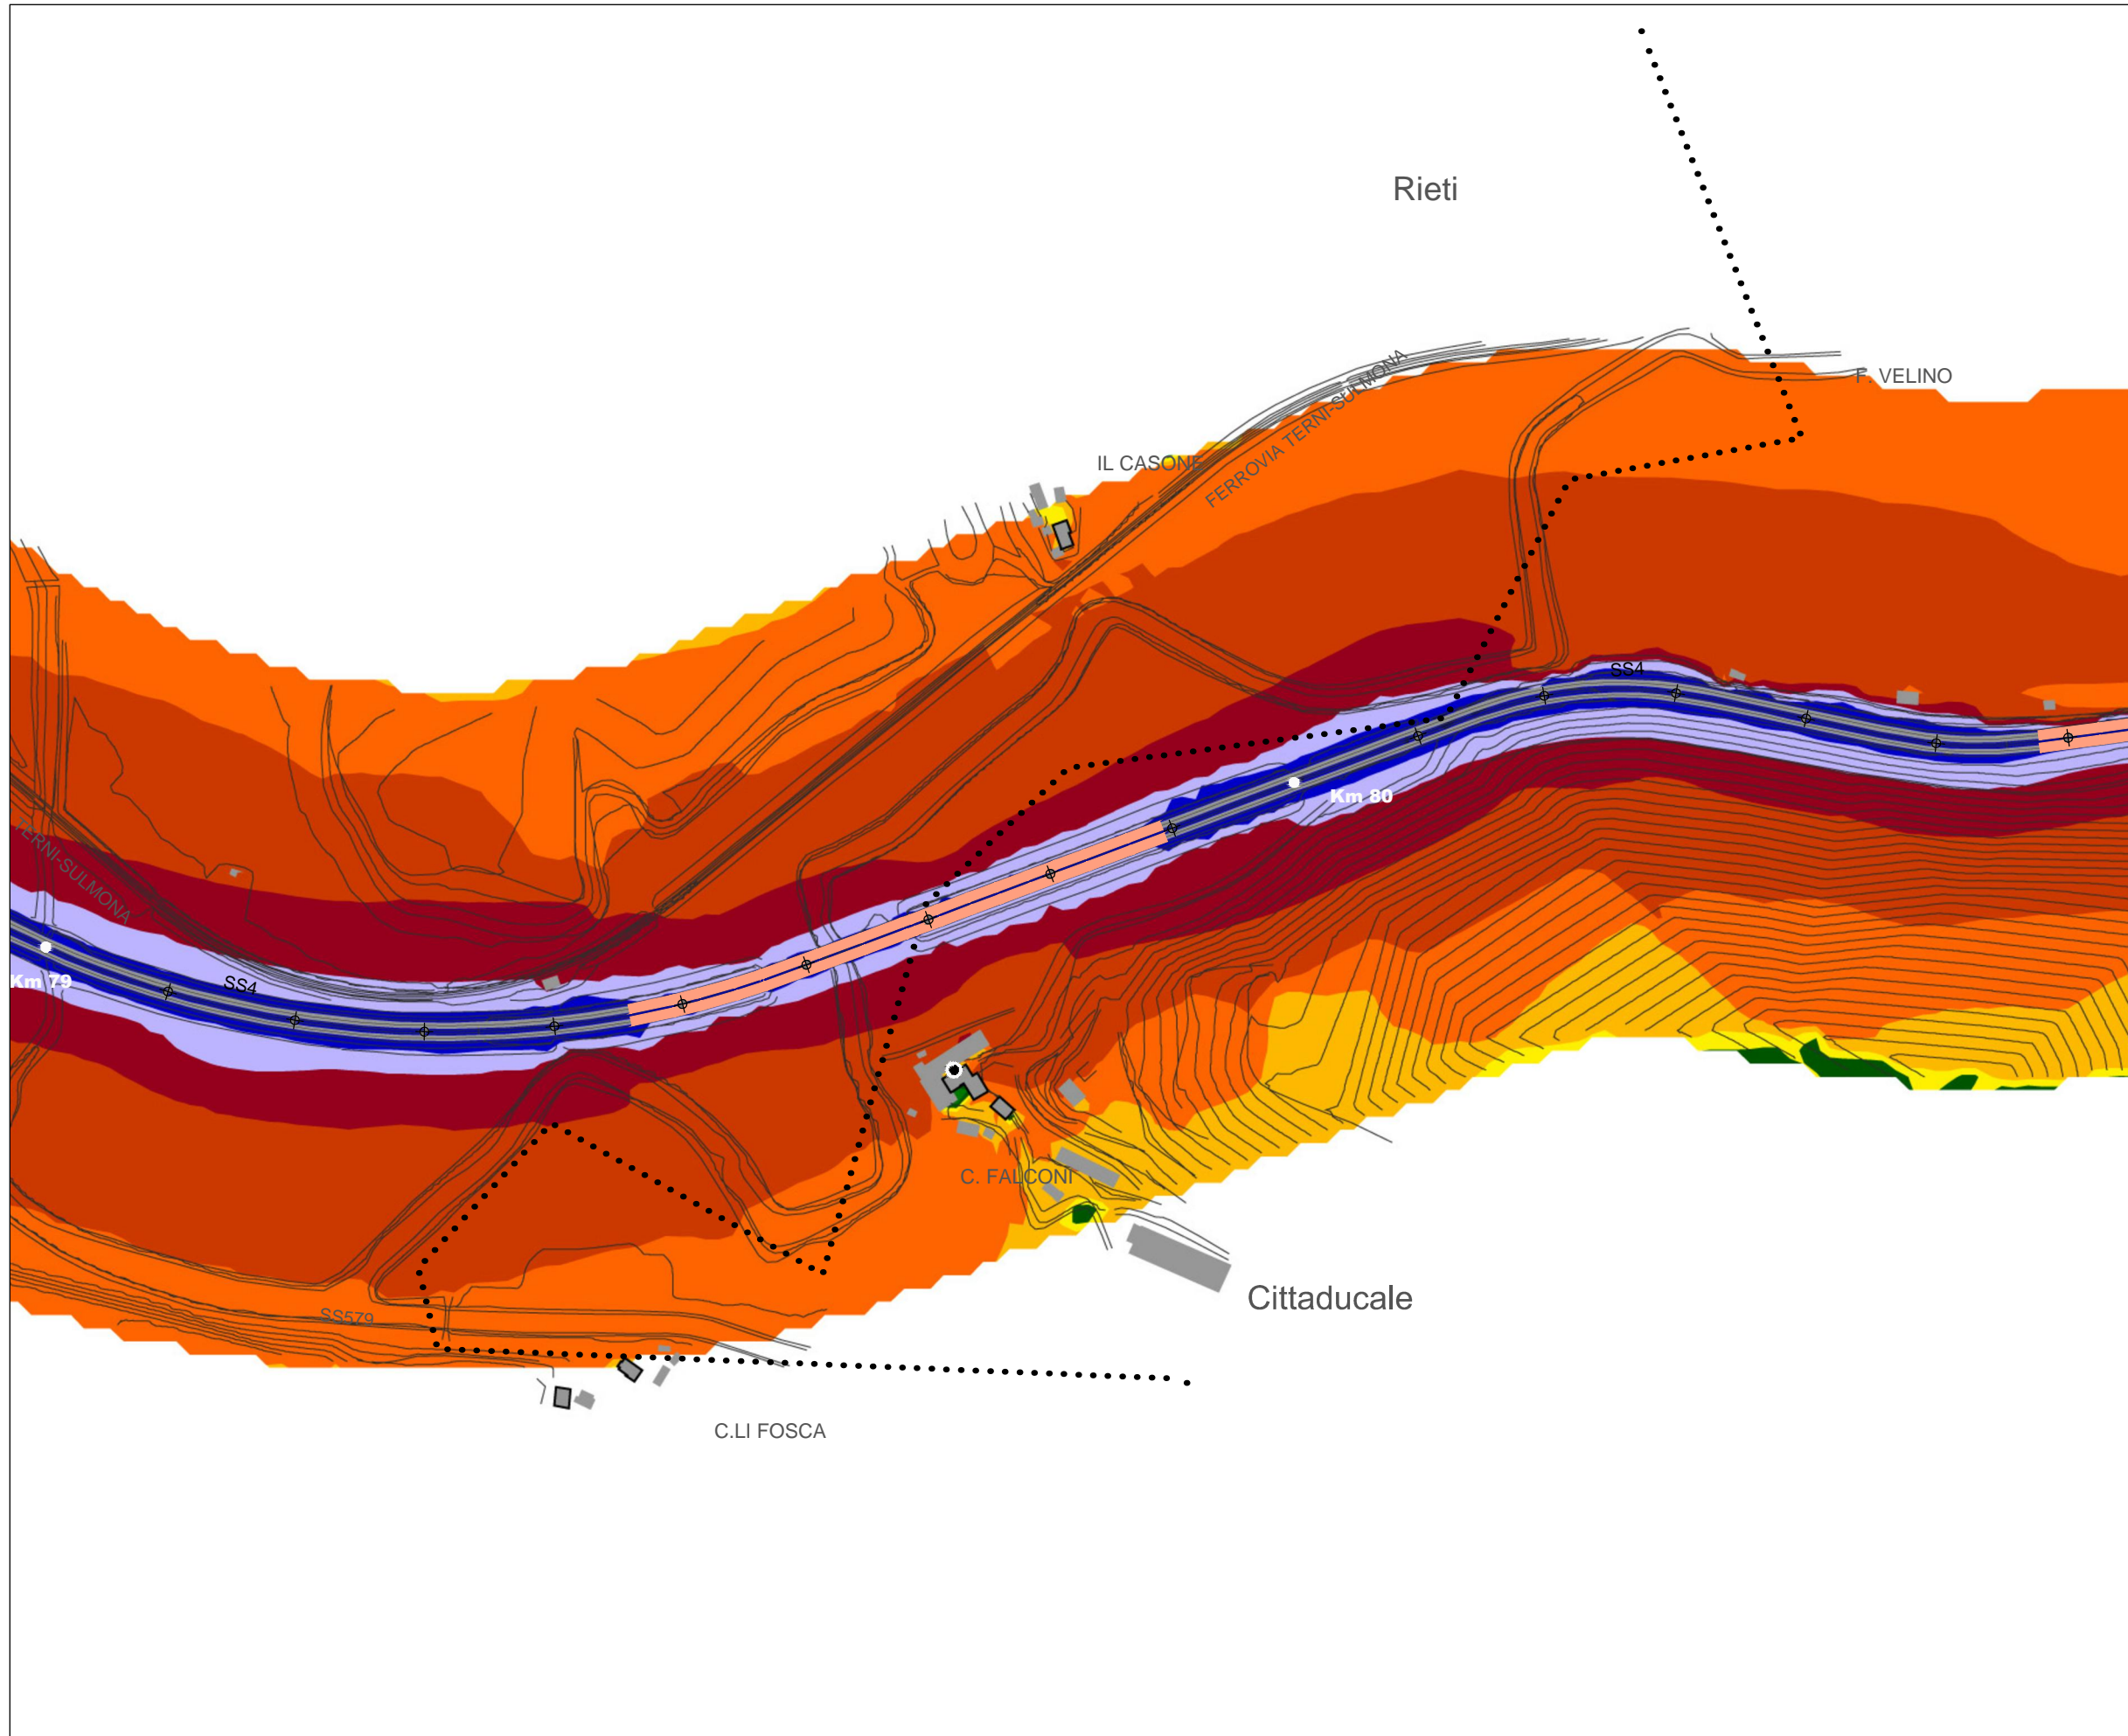 Rieti
F. VELINO
FERROVIA TERNI-SULMONA
IL CASONE
SS4
Km 80
TERNI-SULMONA
Km 79
SS4
C. FALCONI
Cittaducale
SS579
C.LI FOSCA